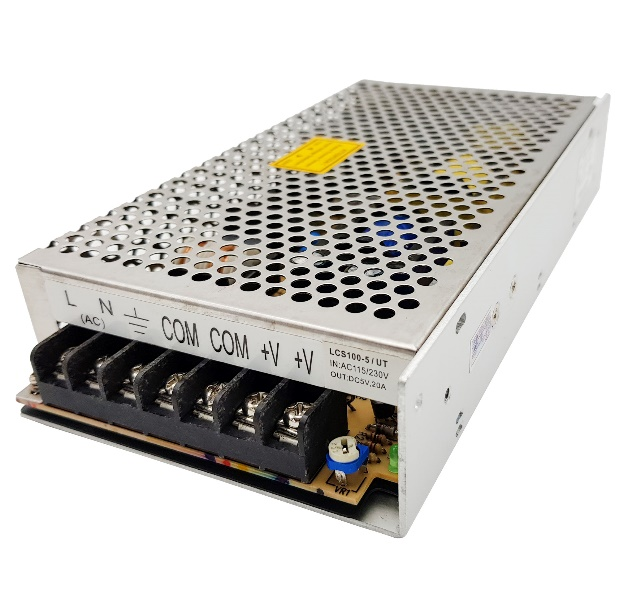 L N COM COM +V +V
(AC)
LCS100-5/UT
IN:AC115/230V
OUT:DC5V,20A
VR1